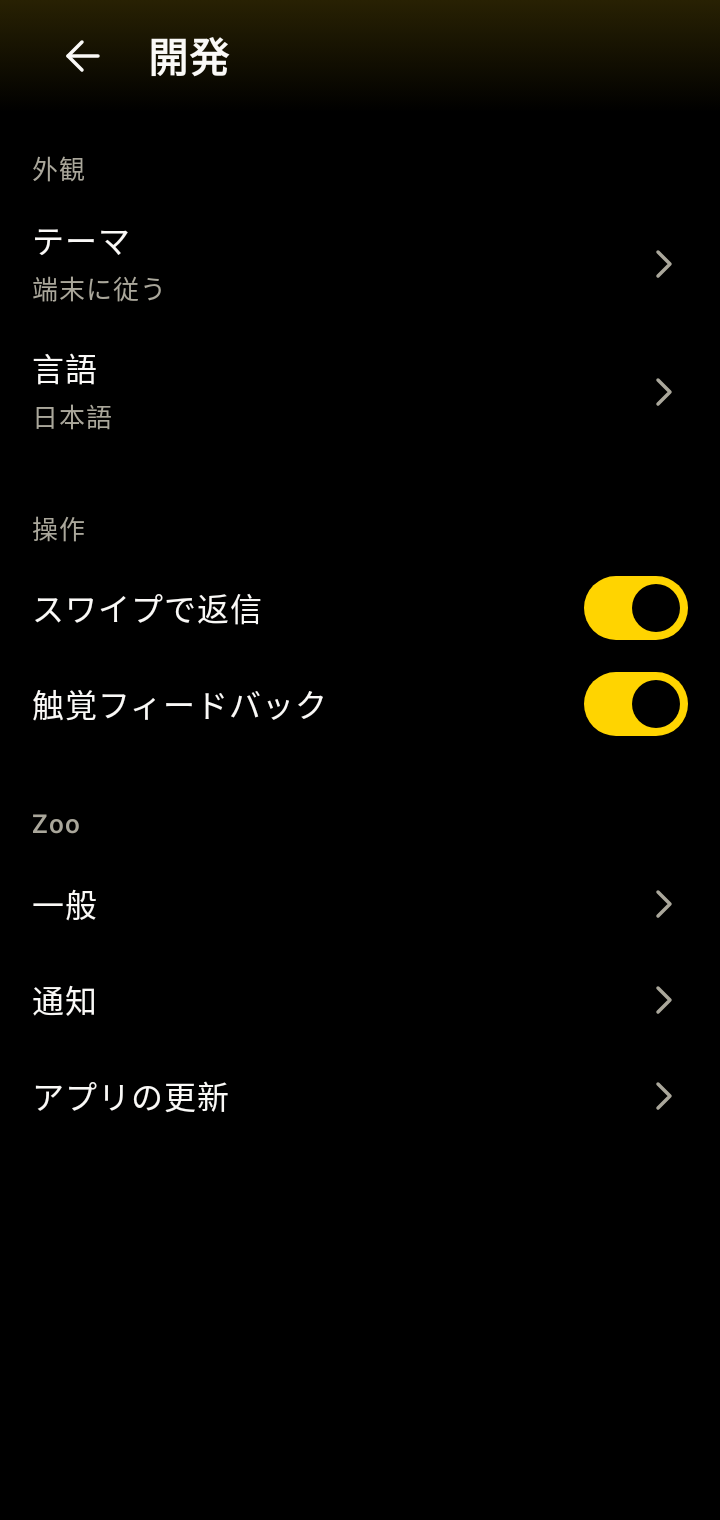 開発
外観
テーマ
端末に従う
言語
日本語
操作
スワイプで返信
触覚フィードバック
Zoo
一般
通知
アプリの更新